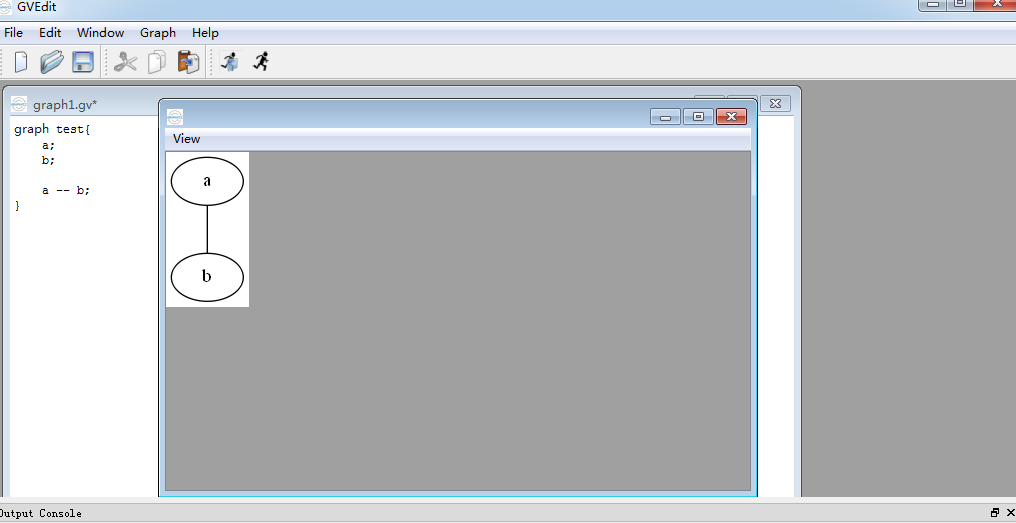 GVEdit
File Edit Window Graph Help
graph1.gv*
graph test{
    a;
    b;

    a -- b;
}
View
a
b
Output Console